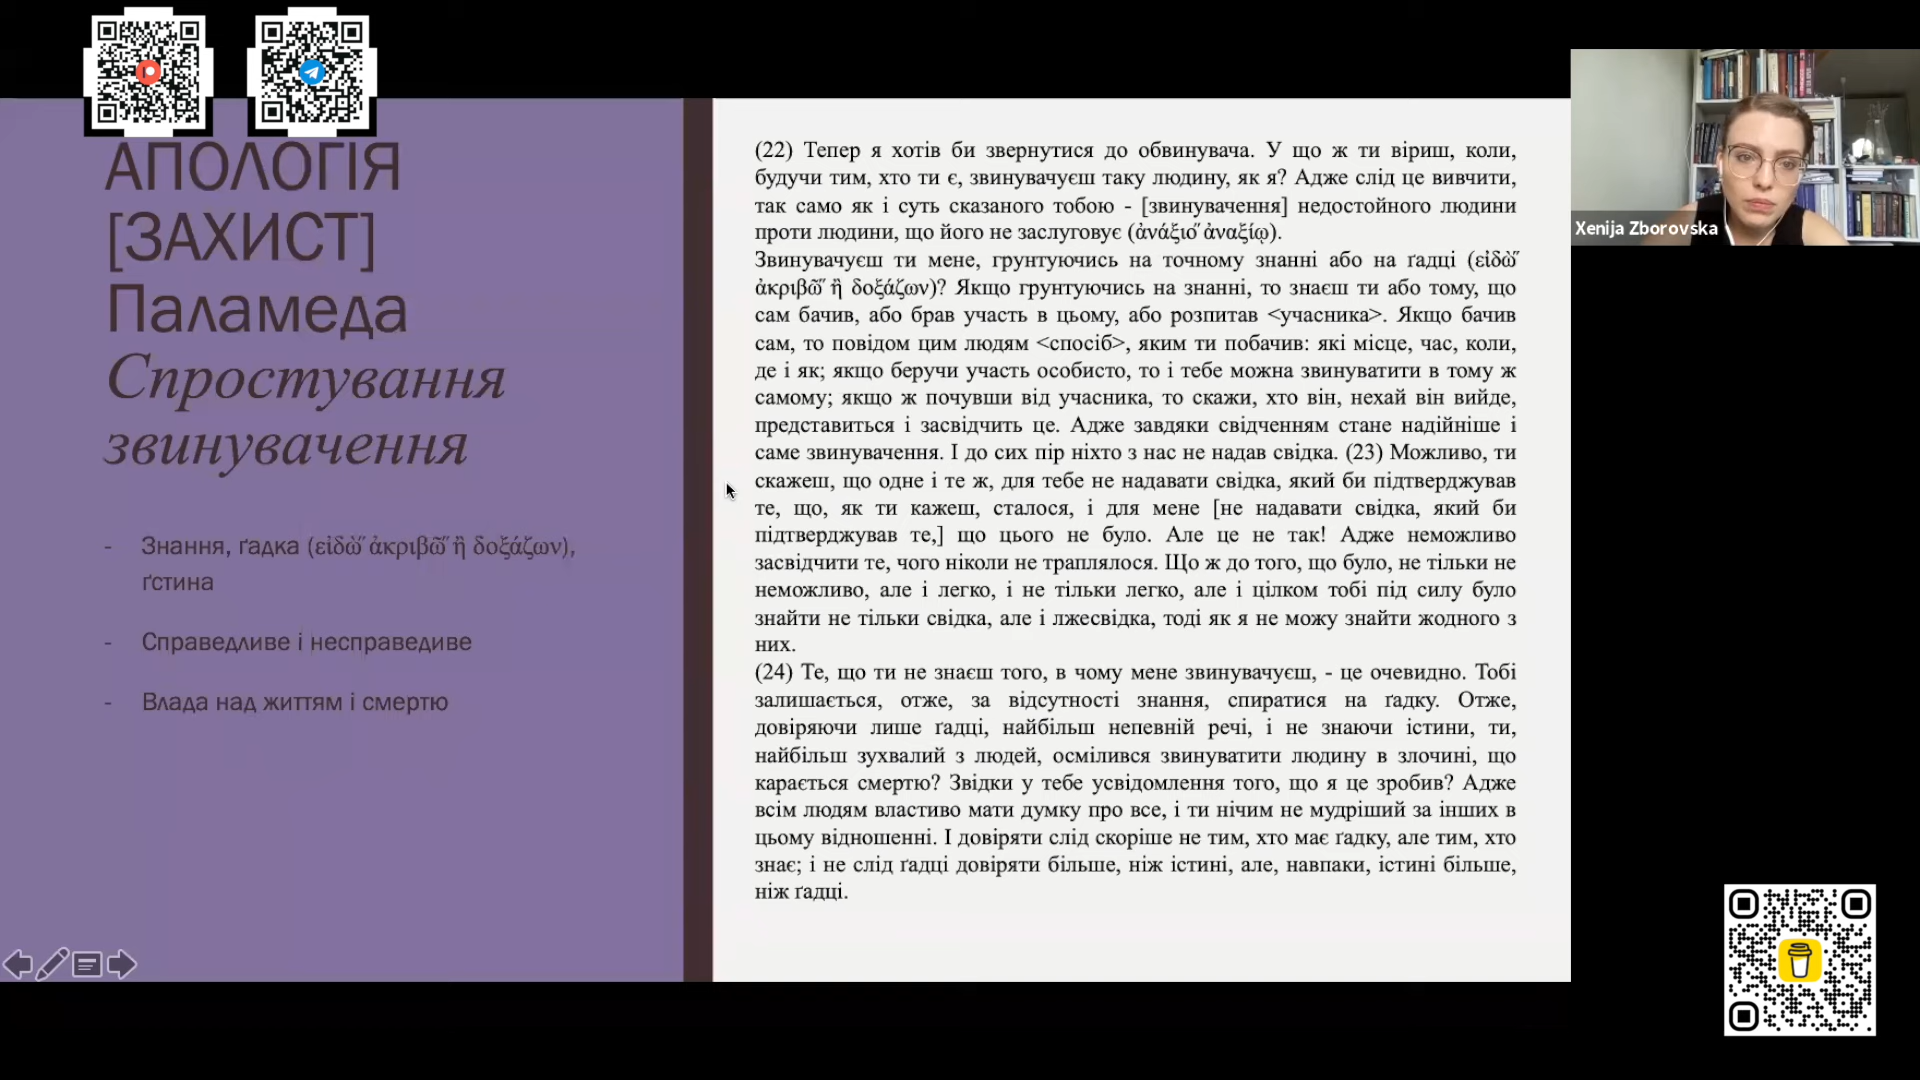 АПОЛОГІЯ
[ЗАХИСТ]
Паламеда
Спростування
звинувачення
- Знання, ґадка (εἰδὼ῞ ἀκριβῶ῞ ἢ δοξάζων),
ґстина
- Справедливе і несправедиве
- Влада над життям і смертю
(22) Тепер я хотів би звернутися до обвинувача. У що ж ти віриш, коли,
будучи тим, хто ти є, звинувачуєш таку людину, як я? Адже слід це вивчити,
так само як і суть сказаного тобою - [звинувачення] недостойного людини
проти людини, що його не заслуговує (ἀνάξιο῞ ἀναξίῳ).
Звинувачуєш ти мене, грунтуючись на точному знанні або на ґадці (εἰδὼ῞
ἀκριβῶ῞ ἢ δοξάζων)? Якщо грунтуючись на знанні, то знаєш ти або тому, що
сам бачив, або брав участь в цьому, або розпитав <учасника>. Якщо бачив
сам, то повідом цим людям <спосіб>, яким ти побачив: які місце, час, коли,
де і як; якщо беручи участь особисто, то і тебе можна звинуватити в тому ж
самому; якщо ж почувши від учасника, то скажи, хто він, нехай він вийде,
представиться і засвідчить це. Адже завдяки свідченням стане надійніше і
саме звинувачення. І до сих пір ніхто з нас не надав свідка. (23) Можливо, ти
скажеш, що одне і те ж, для тебе не надавати свідка, який би підтверджував
те, що, як ти кажеш, сталося, і для мене [не надавати свідка, який би
підтверджував те,] що цього не було. Але це не так! Адже неможливо
засвідчити те, чого ніколи не траплялося. Що ж до того, що було, не тільки не
неможливо, але і легко, і не тільки легко, але і цілком тобі під силу було
знайти не тільки свідка, але і лжесвідка, тоді як я не можу знайти жодного з
них.
(24) Те, що ти не знаєш того, в чому мене звинувачуєш, - це очевидно. Тобі
залишається, отже, за відсутності знання, спиратися на ґадку. Отже,
довіряючи лише ґадці, найбільш непевній речі, і не знаючи істини, ти,
найбільш зухвалий з людей, осмілився звинуватити людину в злочині, що
карається смертю? Звідки у тебе усвідомлення того, що я це зробив? Адже
всім людям властиво мати думку про все, і ти нічим не мудріший за інших в
цьому відношенні. І довіряти слід скоріше не тим, хто має ґадку, але тим, хто
знає; і не слід ґадці довіряти більше, ніж істині, але, навпаки, істині більше,
ніж ґадці.
Xenija Zborovska